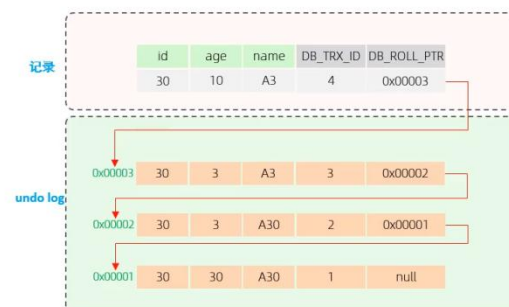 id age name DB_TRX_ID DB_ROLL_PTR
记录
30 10 A3 4 0x00003
0x00003 30 3 A3 3 0x00002
undo log
0x00002 30 3 A30 2 0x00001
0x00001 30 30 A30 1 null